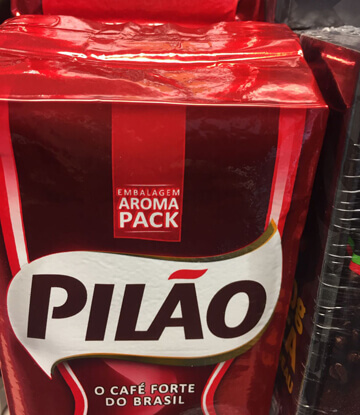 EMBALAGEM
AROMA
PACK
PILÃO
O CAFÉ FORTE
DO BRASIL